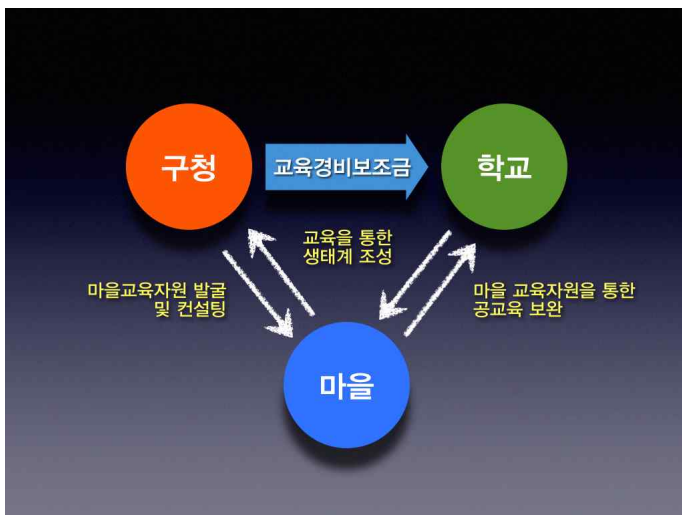 구청
교육경비보조금
학교
교육을 통한
생태계 조성
마을교육자원 발굴
및 컨설팅
마을 교육자원을 통한
공교육 보완
마을